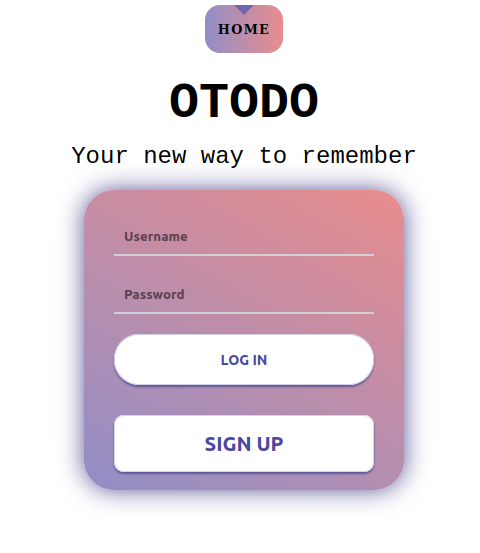 HOME
OTODO
Your new way to remember
Username
Password
LOG IN
SIGN UP